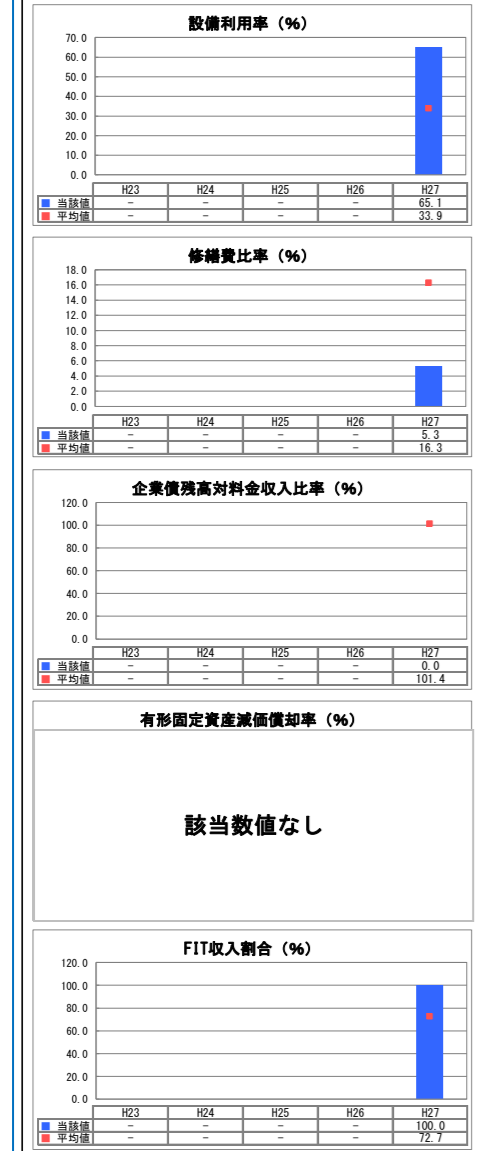 設備利用率（%）
70.0
60.0
50.0
40.0
30.0
20.0
10.0
0.0
H23 H24 H25 H26 H27
当該値 － － － － 65.1
平均値 － － － － 33.9
修繕費比率（%）
18.0
16.0
14.0
12.0
10.0
8.0
6.0
4.0
2.0
0.0
H23 H24 H25 H26 H27
当該値 － － － － 5.3
平均値 － － － － 16.3
企業債残高対料金収入比率（%）
120.0
100.0
80.0
60.0
40.0
20.0
0.0
H23 H24 H25 H26 H27
当該値 － － － － 0.0
平均値 － － － － 101.4
有形固定資産減価償却率（%）
該当数値なし
FIT収入割合（%）
120.0
100.0
80.0
60.0
40.0
20.0
0.0
H23 H24 H25 H26 H27
当該値 － － － － 100.0
平均値 － － － － 72.7